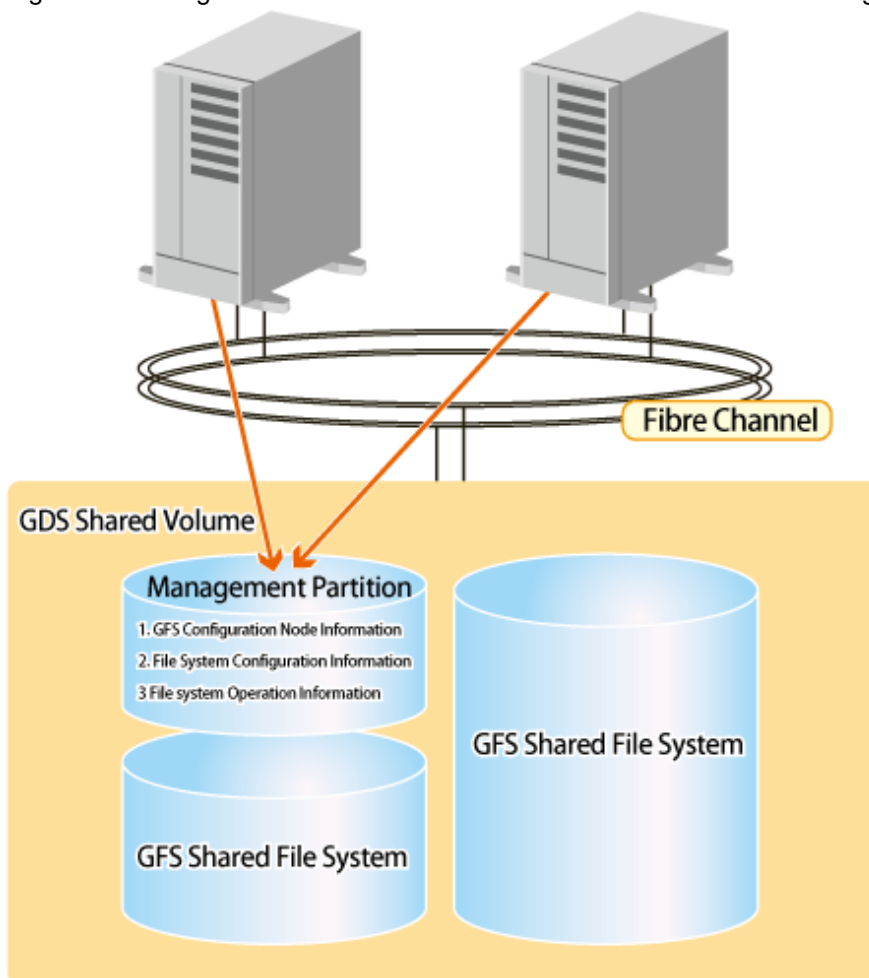 Fibre Channel
GDS Shared Volume
Management Partition
1. GFS Configuration Node Information
2. File System Configuration Information
3 File system Operation Information
GFS Shared File System
GFS Shared File System